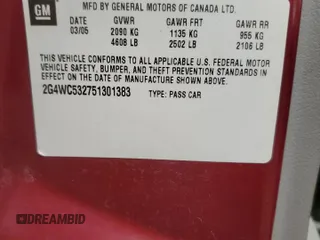 GM
MFD BY GENERAL MOTORS OF CANADA LTD.
DATE GVWR GAWR FRT GAWR RR
03/05 2090 KG 1135 KG 955 KG
4608 LB 2502 LB 2106 LB
THIS VEHICLE CONFORMS TO ALL APPLICABLE U.S. FEDERAL MOTOR
VEHICLE SAFETY, BUMPER, AND THEFT PREVENTION STANDARDS IN
EFFECT ON THE DATE OF MANUFACTURE SHOWN ABOVE.
2G4WC532751301383 TYPE: PASS CAR
DREAMBID